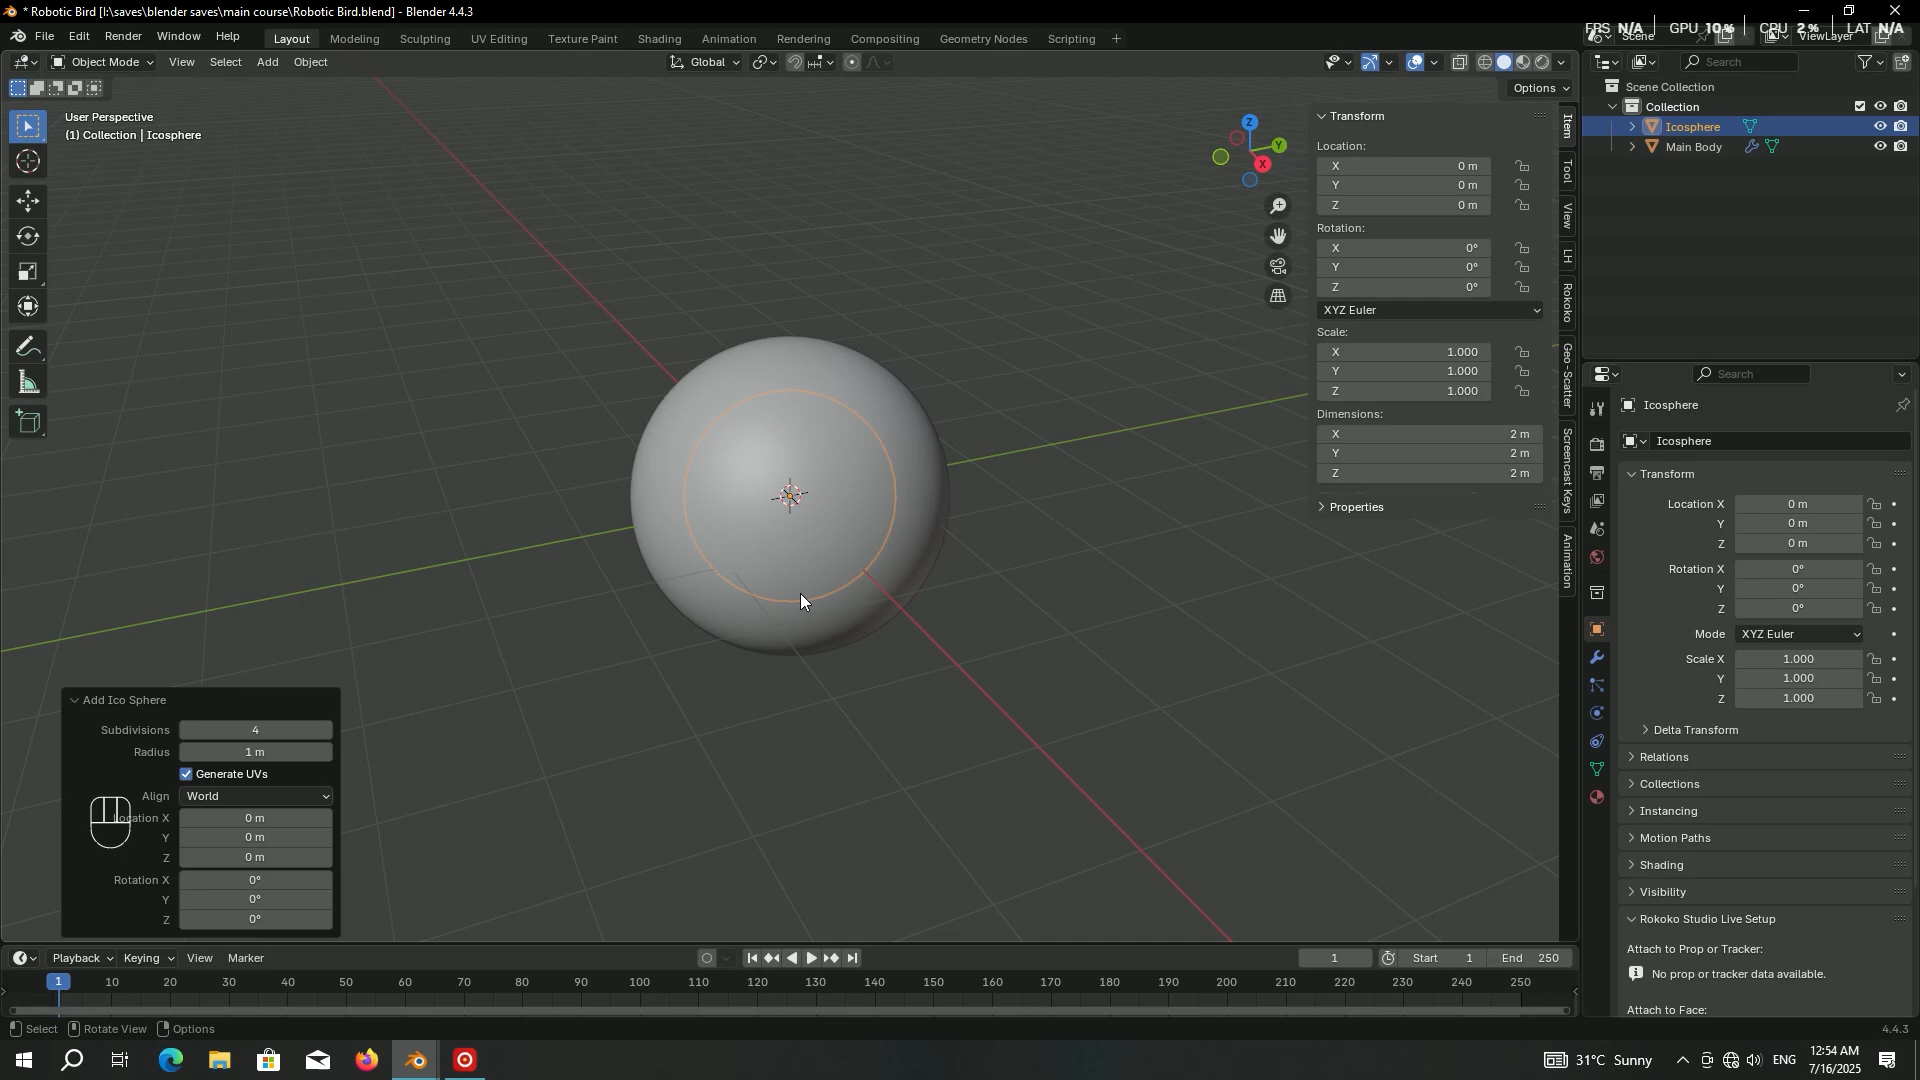 * Robotic Bird [I:\saves\blender saves\main course\Robotic Bird.blend] - Blender 4.4.3
FPS N/A GPU 10% CPU 2% LAT N/A
File Edit Render Window Help Layout Modeling Sculpting UV Editing Texture Paint Shading Animation Rendering Compositing Geometry Nodes Scripting + Scene ViewLayer
Object Mode View Select Add Object Global Search
Options
User Perspective
(1) Collection | Icosphere
Z
Y
X
Transform
Location:
X 0 m
Y 0 m
Z 0 m
Rotation:
X 0°
Y 0°
Z 0°
XYZ Euler
Scale:
X 1.000
Y 1.000
Z 1.000
Dimensions:
X 2 m
Y 2 m
Z 2 m
Properties
Item
Tool
View
LH
Rokoko
Geo-Scatter
Screencast Keys
Animation
Scene Collection
Collection
Icosphere
Main Body
Search
Icosphere
Icosphere
Transform
Location X 0 m
Y 0 m
Z 0 m
Rotation X 0°
Y 0°
Z 0°
Mode XYZ Euler
Scale X 1.000
Y 1.000
Z 1.000
Delta Transform
Relations
Collections
Instancing
Motion Paths
Shading
Visibility
Rokoko Studio Live Setup
Attach to Prop or Tracker:
No prop or tracker data available.
Attach to Face:
Add Ico Sphere
Subdivisions 4
Radius 1 m
Generate UVs
Align World
Location X 0 m
Y 0 m
Z 0 m
Rotation X 0°
Y 0°
Z 0°
Playback Keying View Marker 1 Start 1 End 250
1 10 20 30 40 50 60 70 80 90 100 110 120 130 140 150 160 170 180 190 200 210 220 230 240 250
Select Rotate View Options 4.4.3
31°C Sunny ENG 12:54 AM
7/16/2025